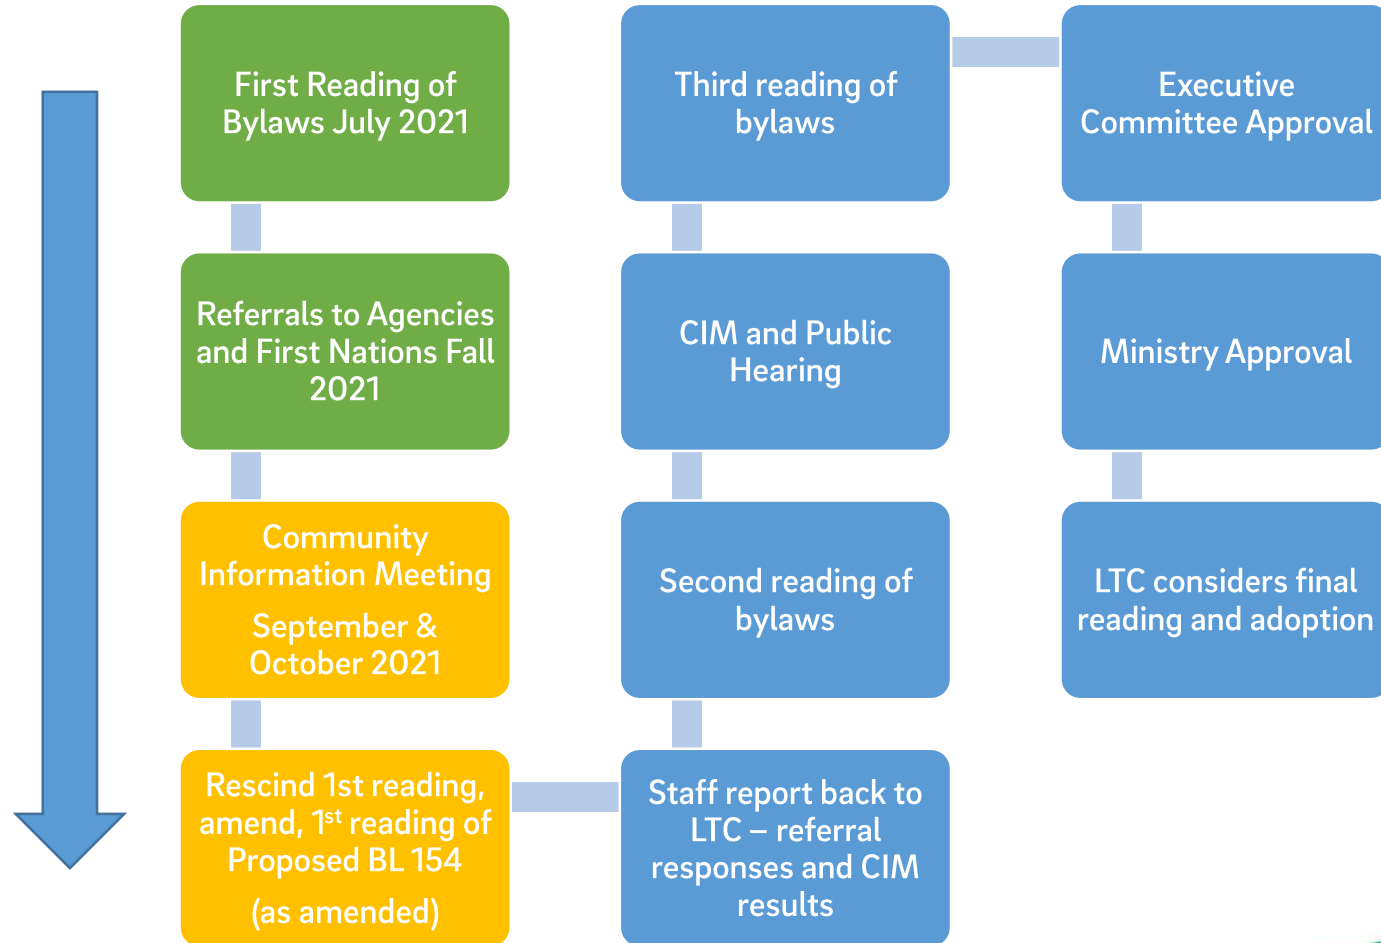 First Reading of
Bylaws July 2021
Referrals to Agencies
and First Nations Fall
2021
Community
Information Meeting
September &
October 2021
Rescind 1st reading,
amend, 1st reading of
Proposed BL 154
(as amended)
Staff report back to
LTC – referral
responses and CIM
results
Second reading of
bylaws
CIM and Public
Hearing
Third reading of
bylaws
Executive
Committee Approval
Ministry Approval
LTC considers final
reading and adoption